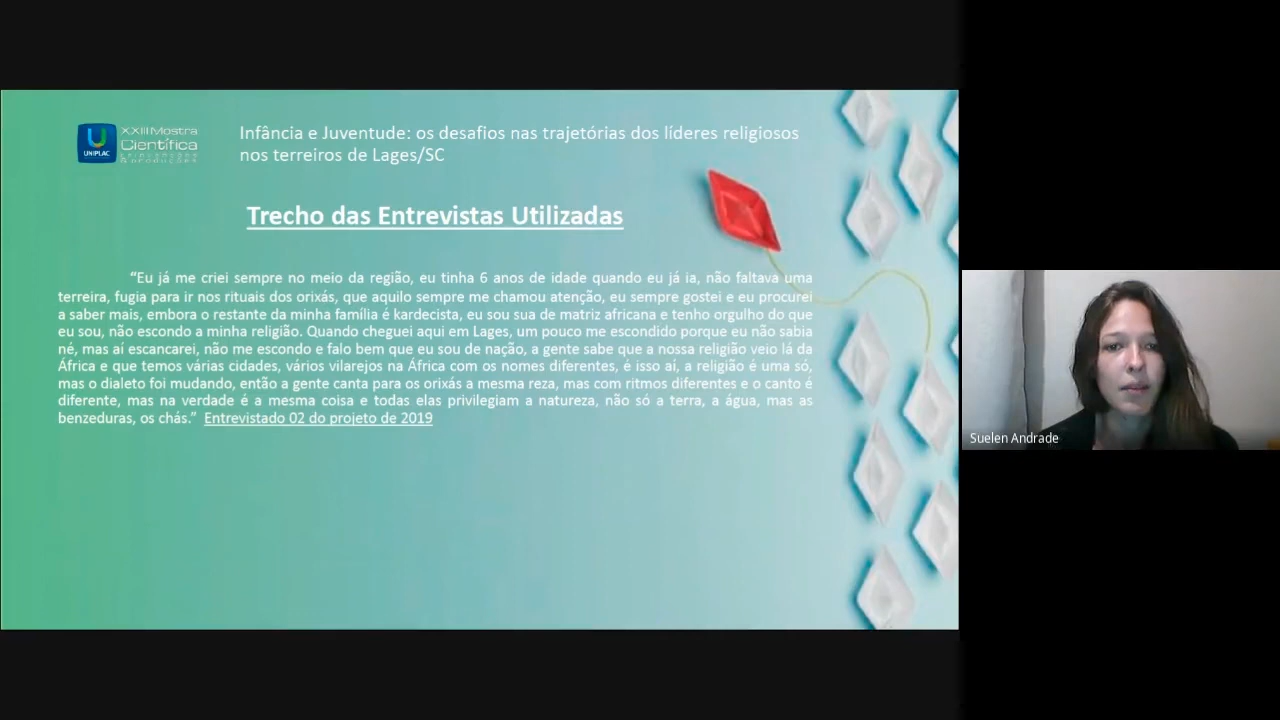 U
UNIPLAC
XXIII Mostra
Científica
Infância e Juventude: os desafios nas trajetórias dos líderes religiosos
nos terreiros de Lages/SC
Trecho das Entrevistas Utilizadas
“Eu já me criei sempre no meio da região, eu tinha 6 anos de idade quando eu já ia, não faltava uma
terreira, fugia para ir nos rituais dos orixás, que aquilo sempre me chamou atenção, eu sempre gostei e eu procurei
a saber mais, embora o restante da minha família é kardecista, eu sou sua de matriz africana e tenho orgulho do que
eu sou, não escondo a minha religião. Quando cheguei aqui em Lages, um pouco me escondido porque eu não sabia
né, mas aí escancarei, não me escondo e falo bem que eu sou de nação, a gente sabe que a nossa religião veio lá da
África e que temos várias cidades, vários vilarejos na África com os nomes diferentes, é isso aí, a religião é uma só,
mas o dialeto foi mudando, então a gente canta para os orixás a mesma reza, mas com ritmos diferentes e o canto é
diferente, mas na verdade é a mesma coisa e todas elas privilegiam a natureza, não só a terra, a água, mas as
benzeduras, os chás.” Entrevistado 02 do projeto de 2019
Suelen Andrade